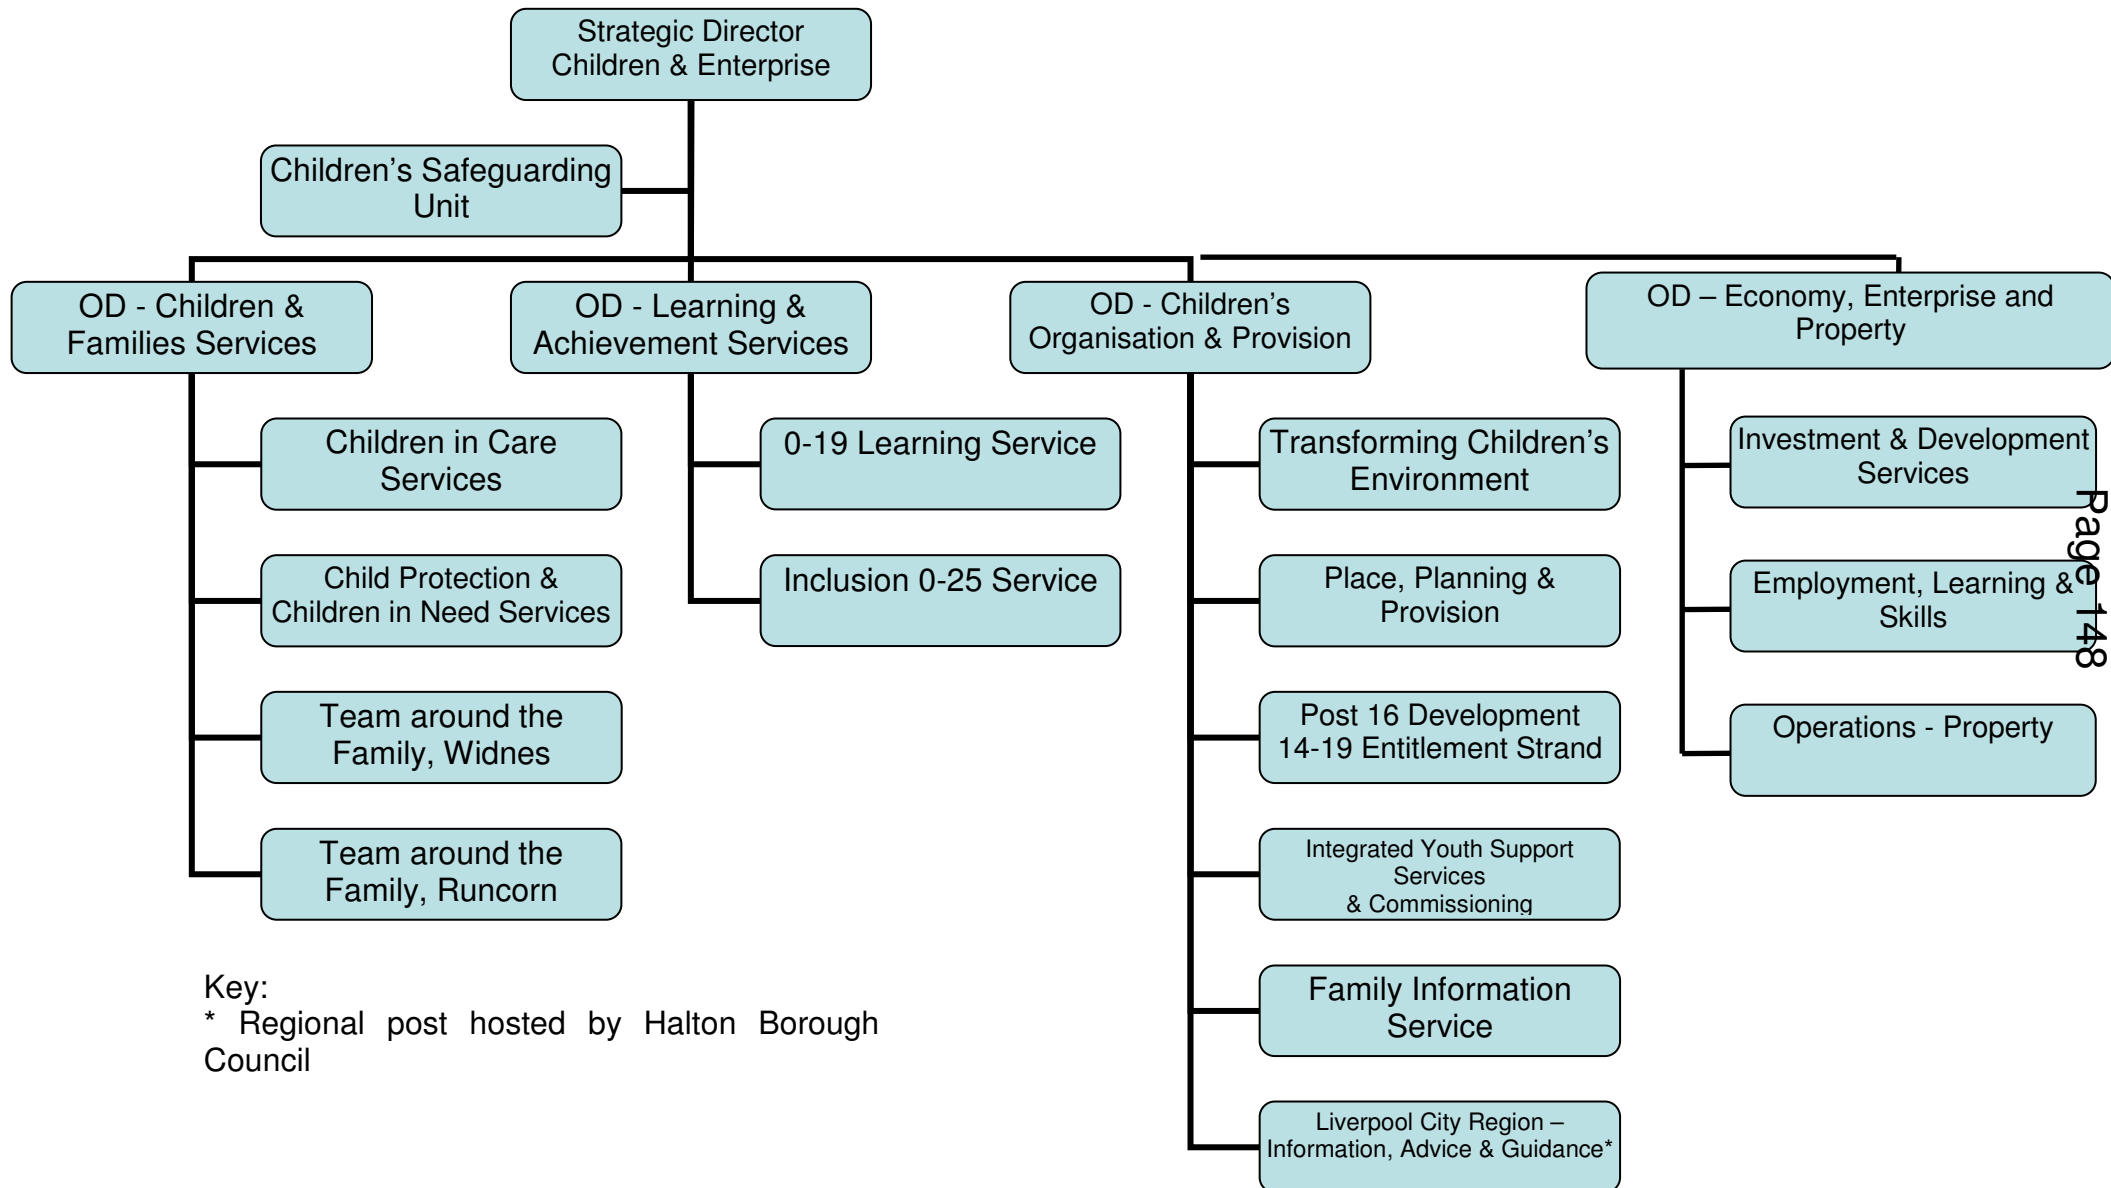 Strategic Director
Children & Enterprise
Children’s Safeguarding
Unit
OD - Children &
Families Services
OD - Learning &
Achievement Services
OD - Children’s
Organisation & Provision
OD – Economy, Enterprise and
Property
Children in Care
Services
Child Protection &
Children in Need Services
Team around the
Family, Widnes
Team around the
Family, Runcorn
0-19 Learning Service
Inclusion 0-25 Service
Transforming Children’s
Environment
Place, Planning &
Provision
Post 16 Development
14-19 Entitlement Strand
Integrated Youth Support
Services
& Commissioning
Family Information
Service
Liverpool City Region –
Information, Advice & Guidance*
Investment & Development
Services
Employment, Learning &
Skills
Operations - Property
Key:
* Regional post hosted by Halton Borough
Council
Page 148